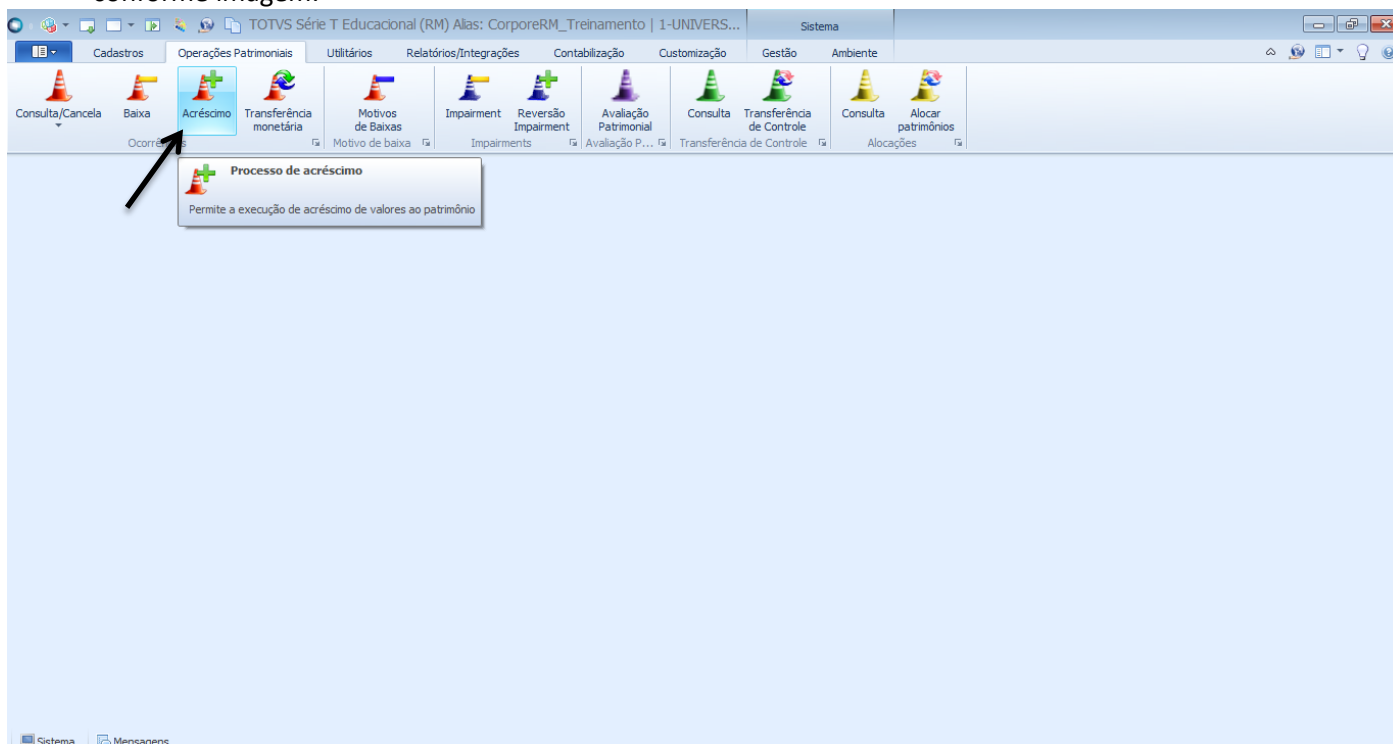 conforme imagem.
TOTVS Série T Educacional (RM) Alias: CorporeRM_Treinamento | 1-UNIVERS...
Sistema
Cadastros Operações Patrimoniais Utilitários Relatórios/Integrações Contabilização Customização Gestão Ambiente
Consulta/Cancela Baixa Acréscimo Transferência monetária Motivos de Baixas Impairment Reversão Impairment Avaliação Patrimonial Consulta Transferência de Controle Consulta Alocar patrimônios
Motivo de baixa Impairments Avaliação P... Transferência de Controle Alocações
Processo de acréscimo
Permite a execução de acréscimo de valores ao patrimônio
Sistema Mensagens